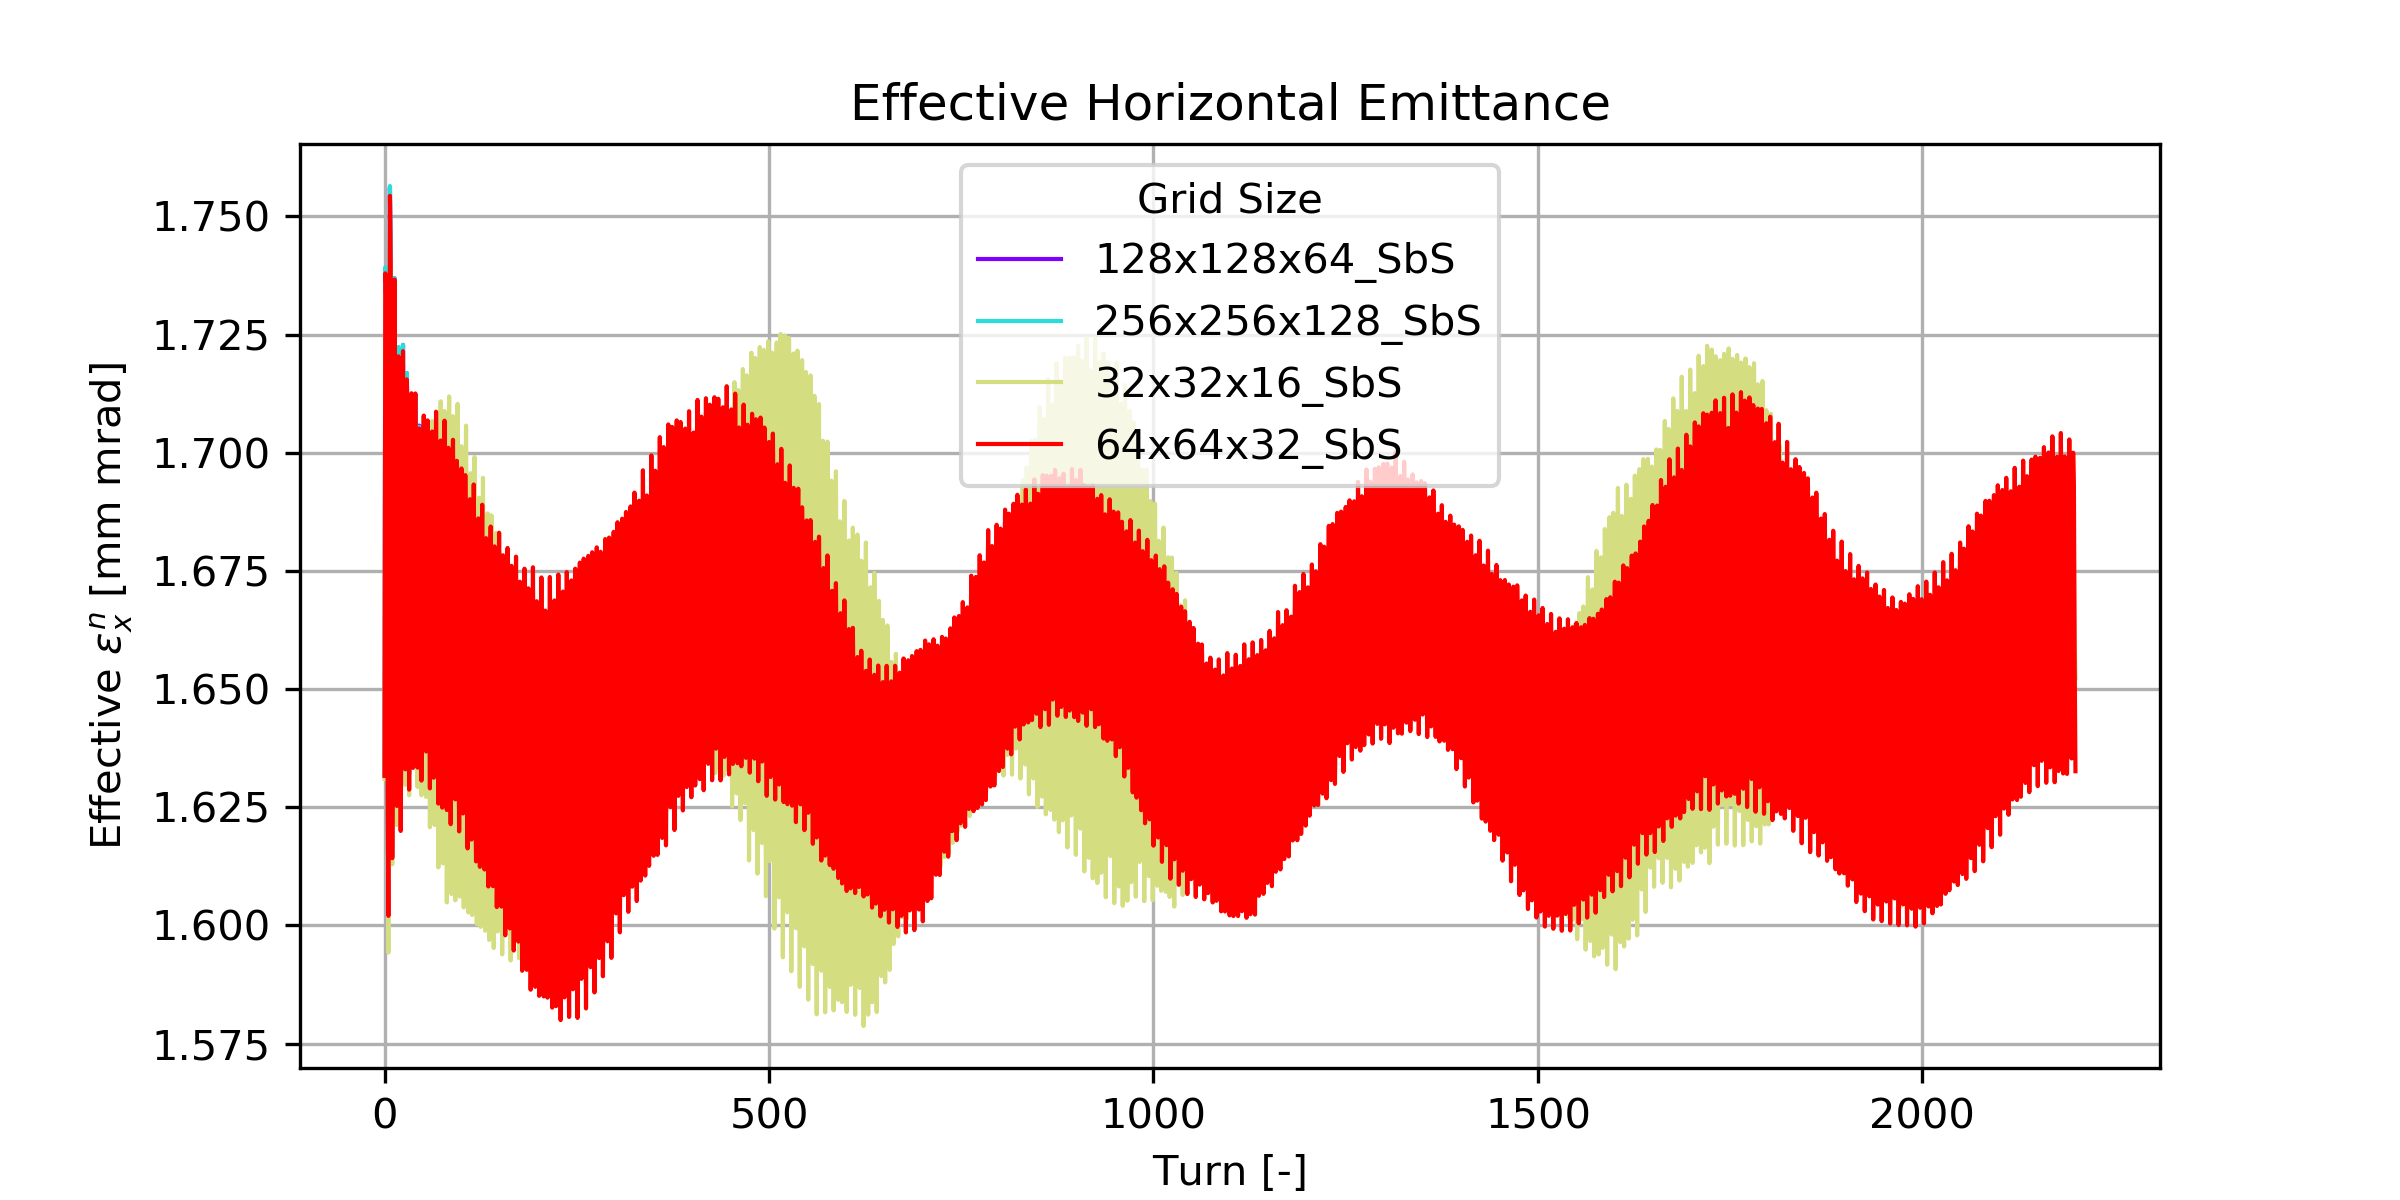 Effective Horizontal Emittance
Grid Size
128x128x64_SbS
256x256x128_SbS
32x32x16_SbS
64x64x32_SbS
1.750
1.725
1.700
1.675
1.650
1.625
1.600
1.575
Effective εₓⁿ [mm mrad]
0 500 1000 1500 2000
Turn [-]